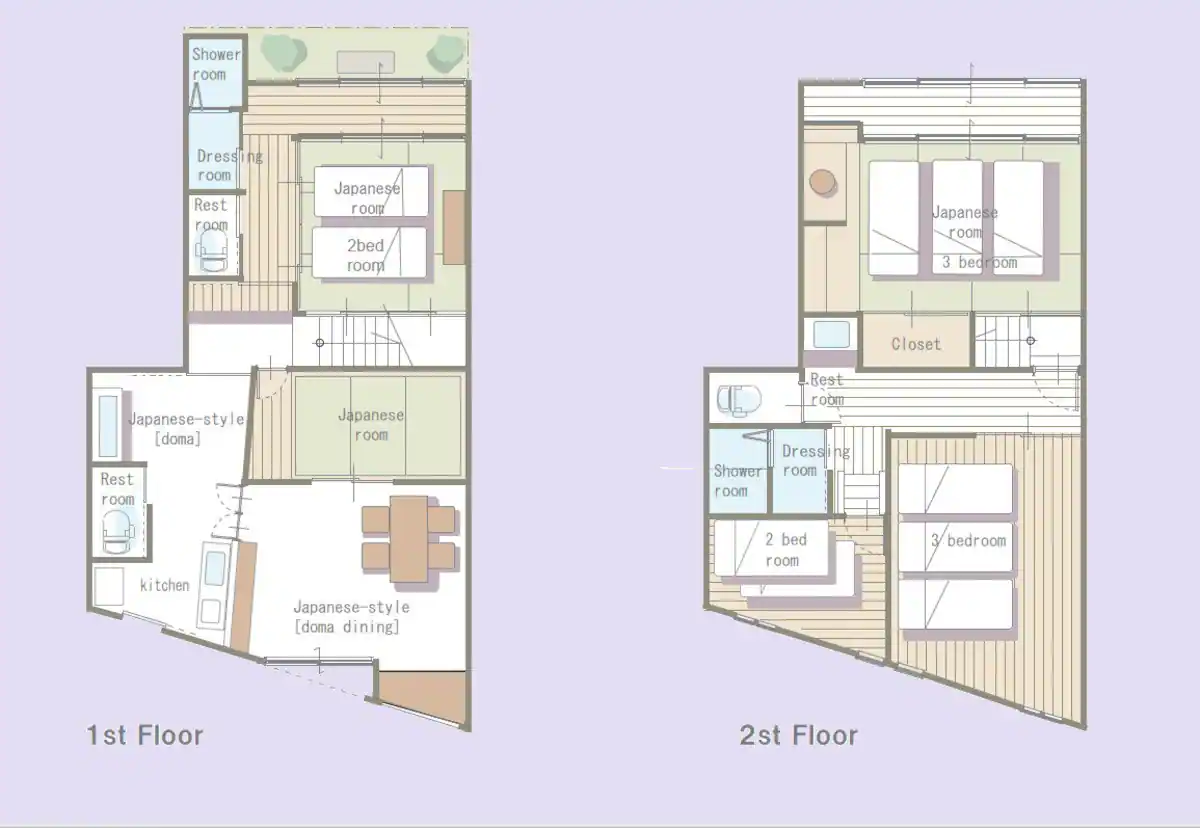 Shower
room
Dressing
room
Rest
room
Japanese
room
2bed
room
Japanese-style
[doma]
Japanese
room
Rest
room
kitchen
Japanese-style
[doma dining]
1st Floor
Japanese
room
3 bedroom
Closet
Rest
room
Dressing
room
Shower
room
2 bed
room
3 bedroom
2st Floor